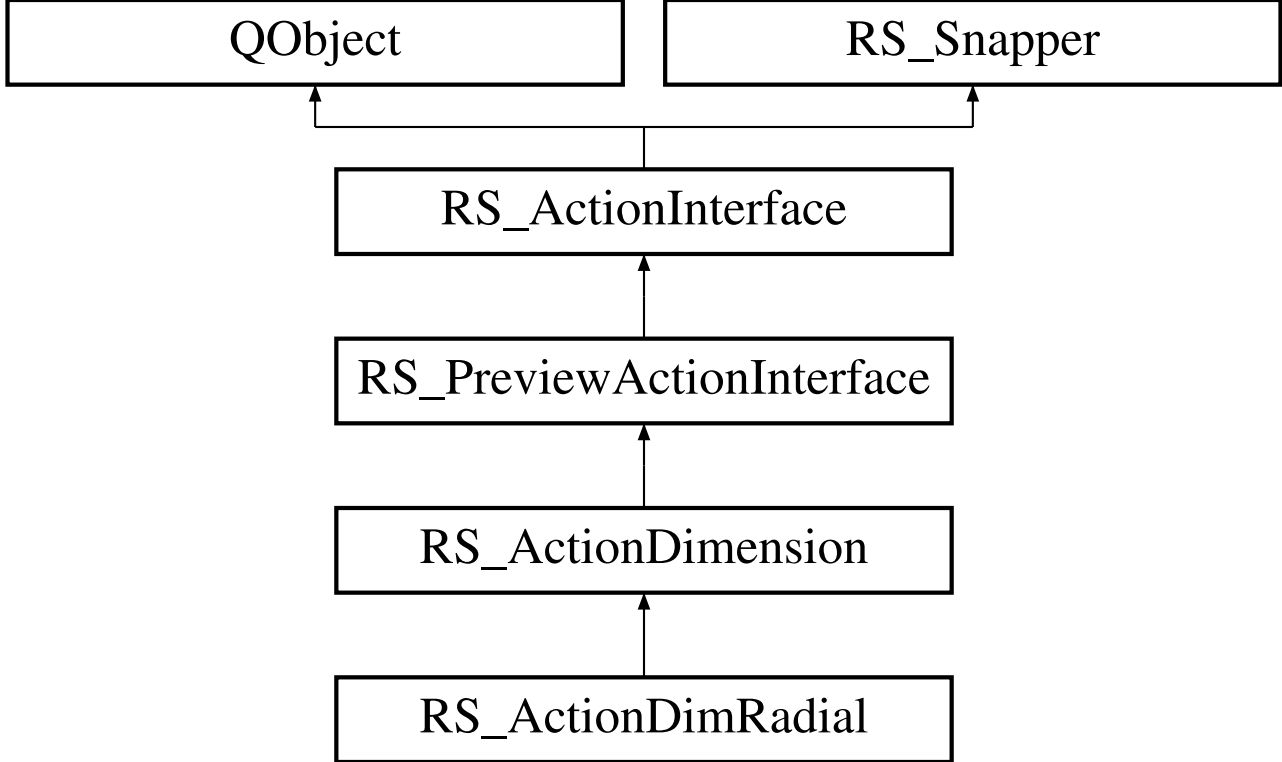 QObject
RS_Snapper
RS_ActionInterface
RS_PreviewActionInterface
RS_ActionDimension
RS_ActionDimRadial